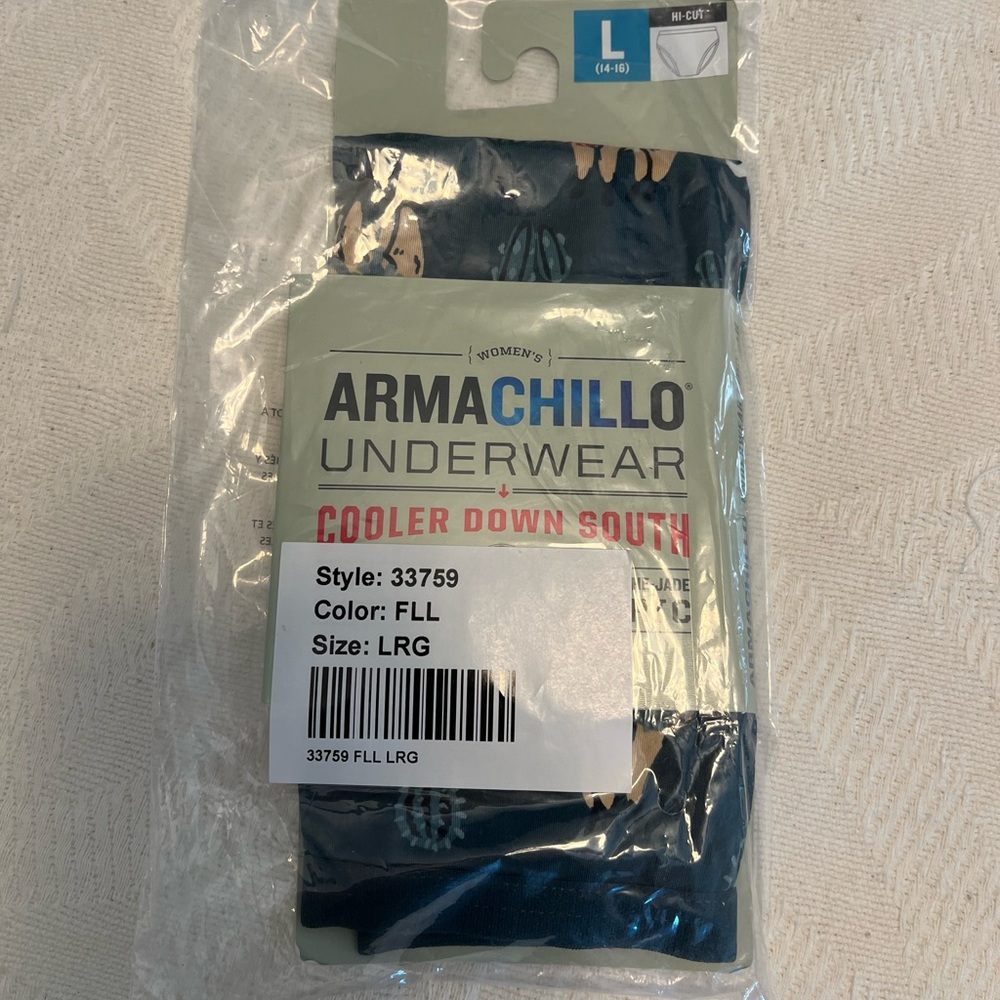 HI-CUT
L
(14-16)
{ WOMEN'S }
ARMACHILLO®
UNDERWEAR
COOLER DOWN SOUTH
-JADE
Style: 33759
Color: FLL
Size: LRG
33759 FLL LRG